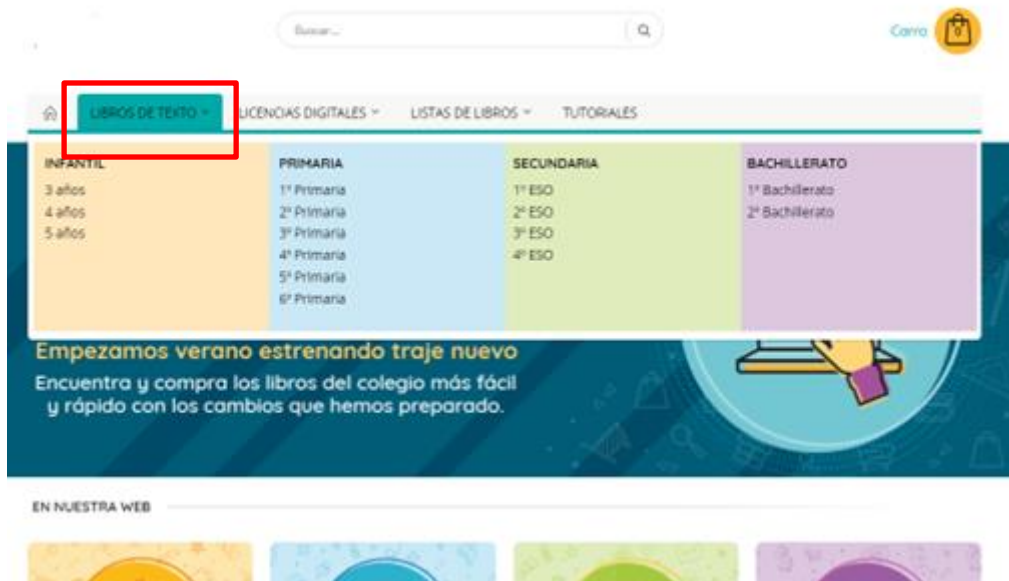 Buscar...
Carro
0
LIBROS DE TEXTO
LICENCIAS DIGITALES
LISTAS DE LIBROS
TUTORIALES
INFANTIL
3 años
4 años
5 años
PRIMARIA
1º Primaria
2º Primaria
3º Primaria
4º Primaria
5º Primaria
6º Primaria
SECUNDARIA
1º ESO
2º ESO
3º ESO
4º ESO
BACHILLERATO
1º Bachillerato
2º Bachillerato
Empezamos verano estrenando traje nuevo
Encuentra y compra los libros del colegio más fácil
y rápido con los cambios que hemos preparado.
EN NUESTRA WEB